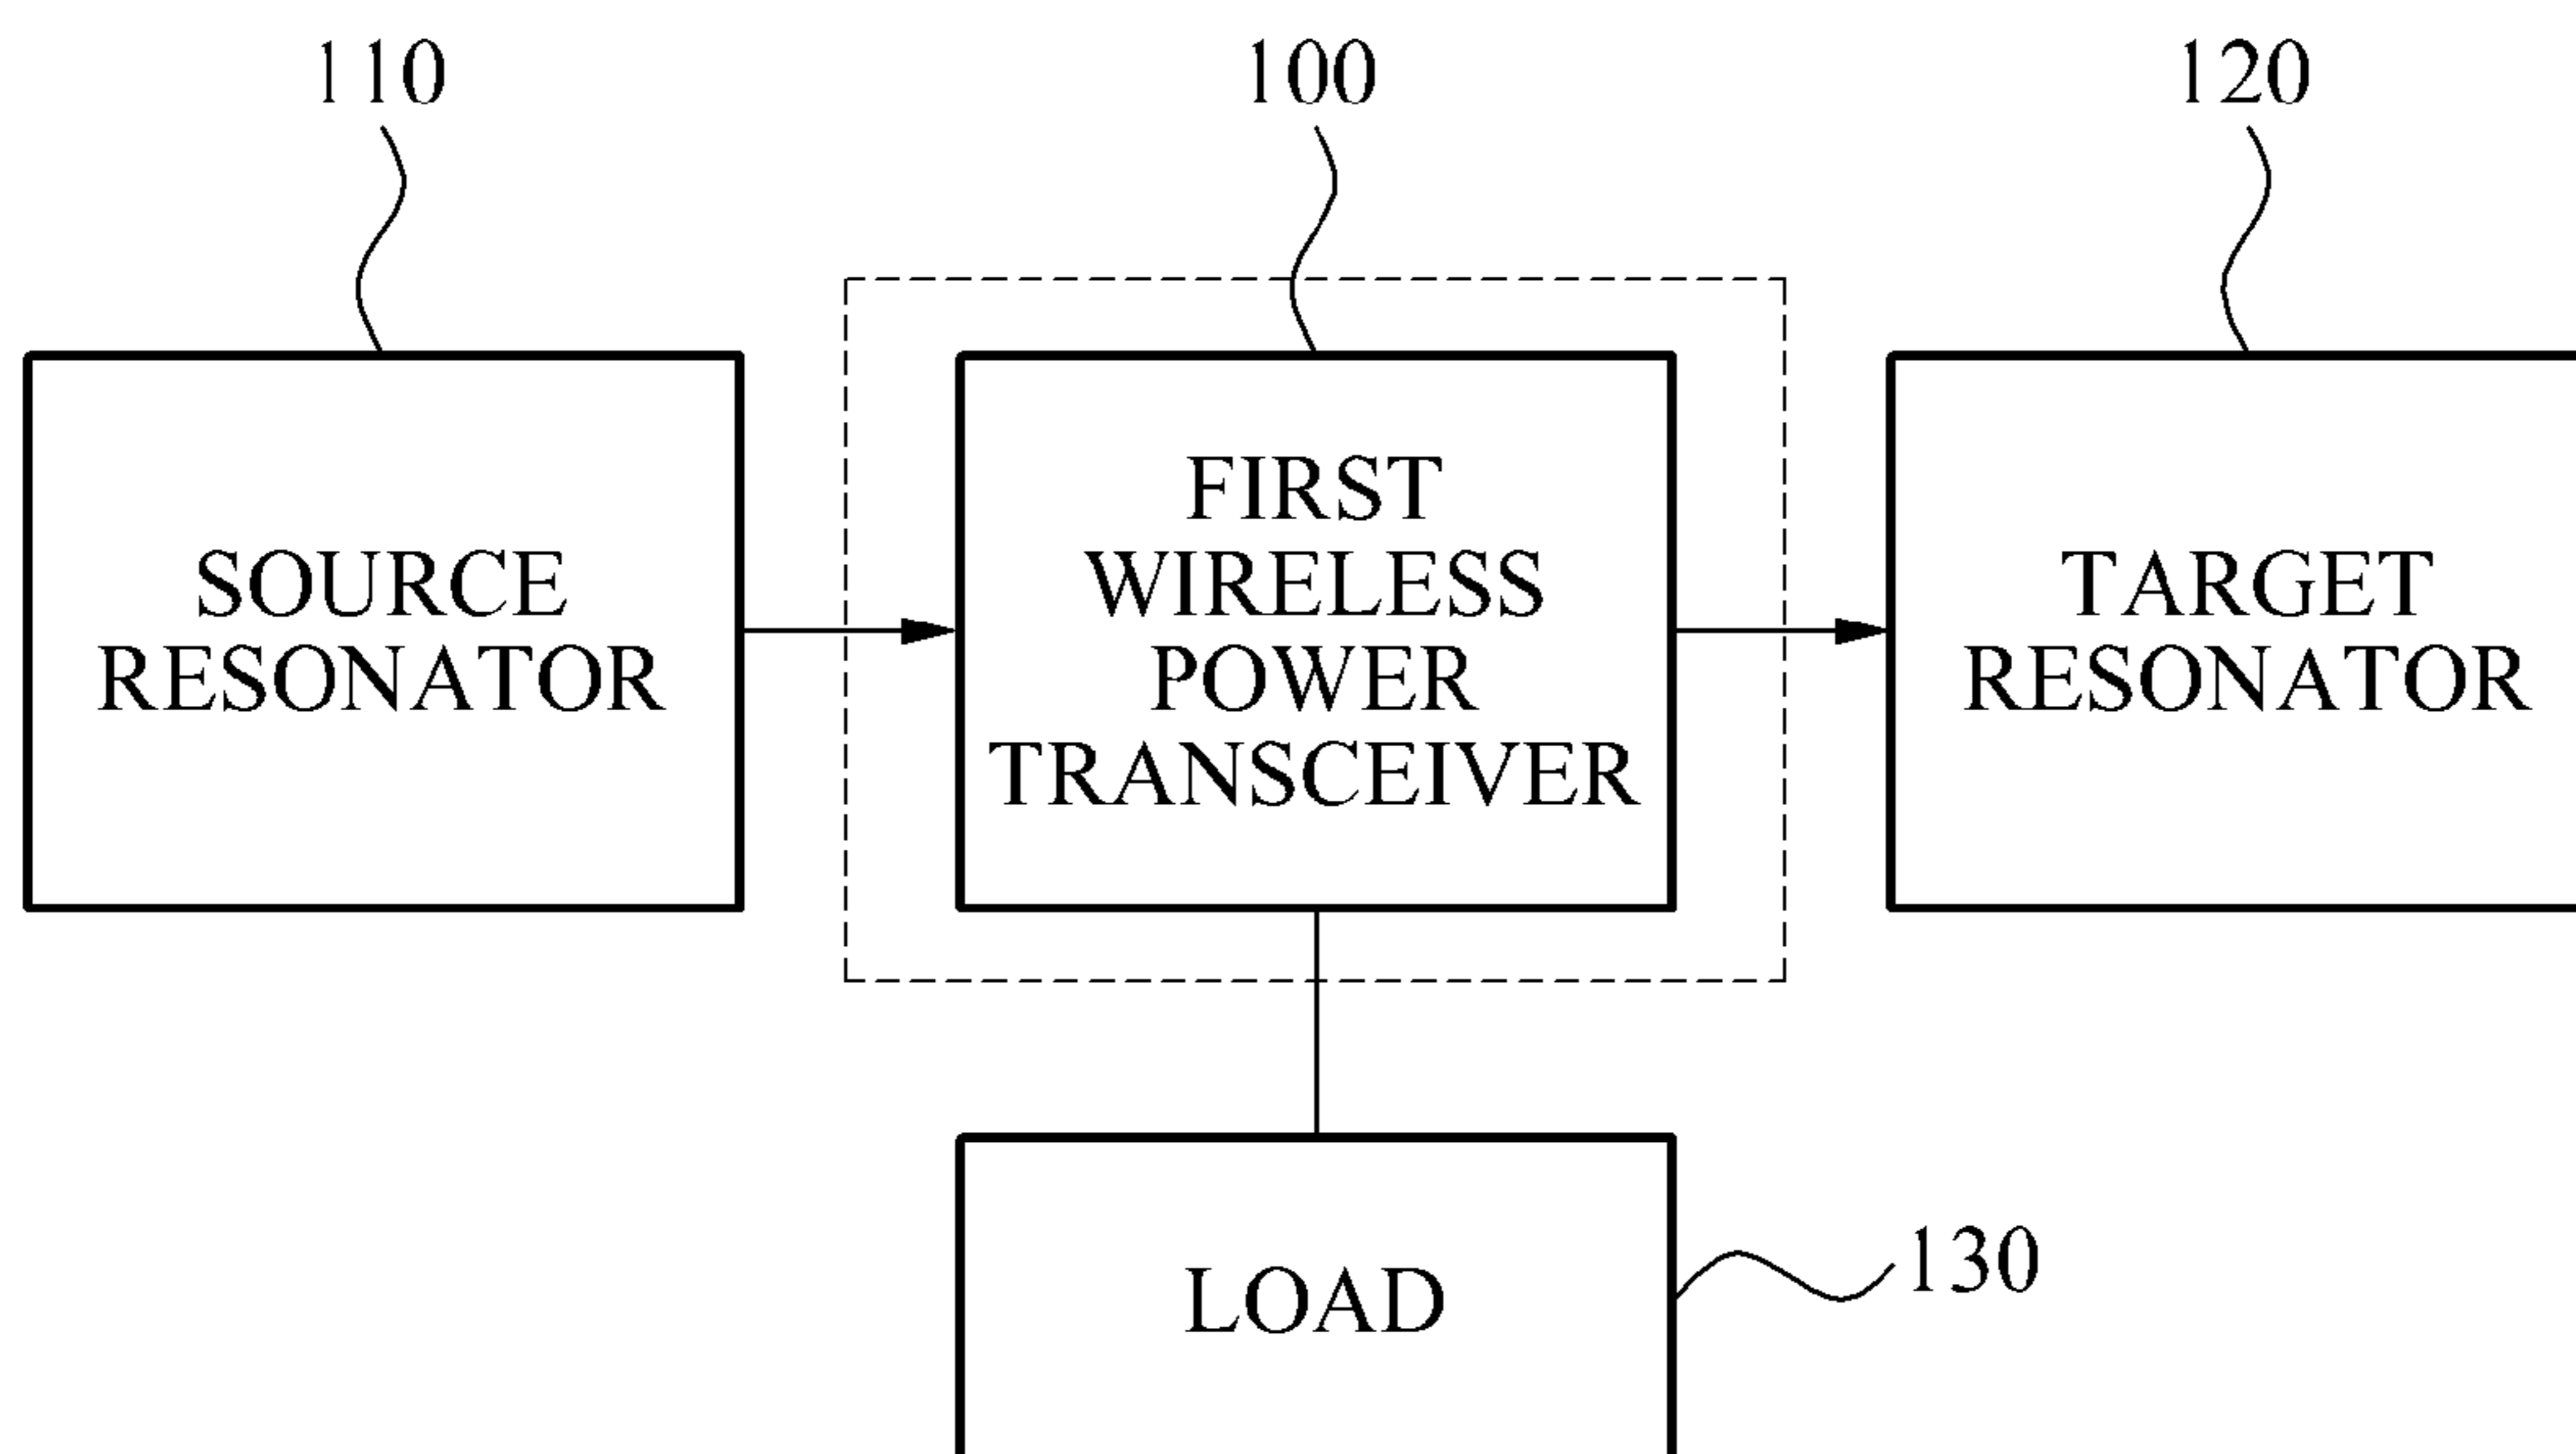 110
100
120
SOURCE
RESONATOR
FIRST
WIRELESS
POWER
TRANSCEIVER
TARGET
RESONATOR
LOAD
130